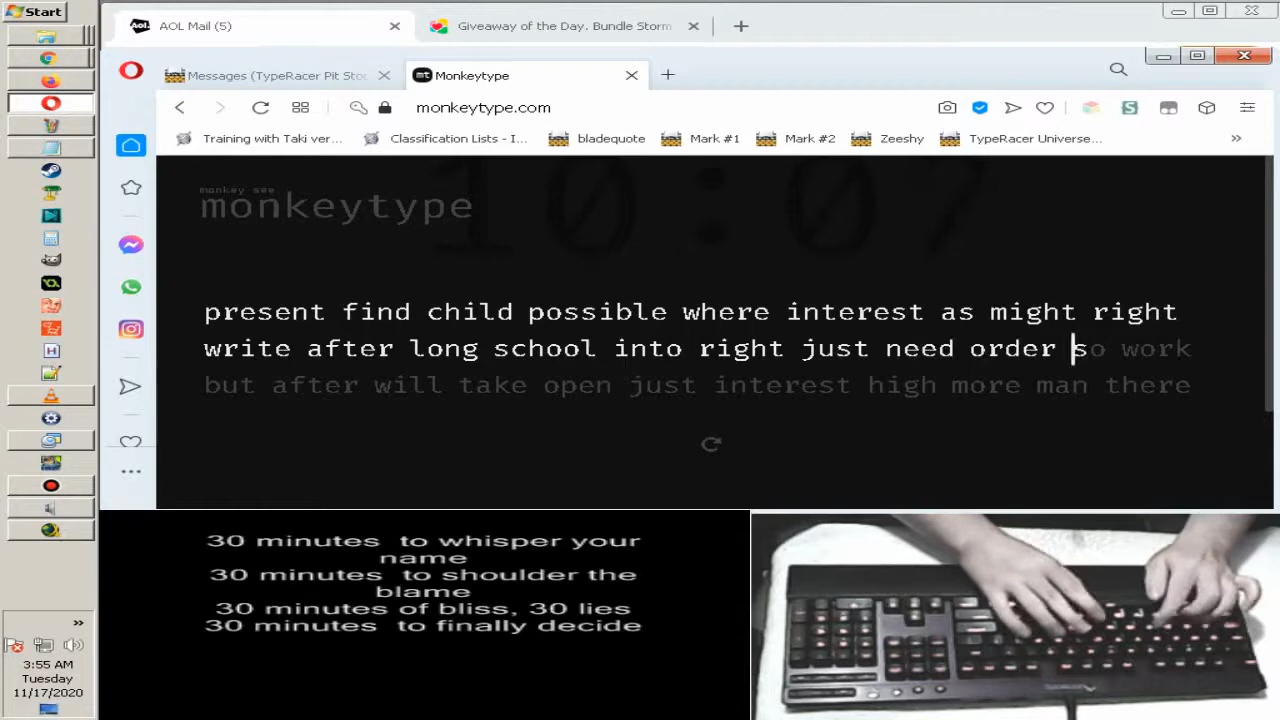 Start
Aol.
AOL Mail (5)
Giveaway of the Day. Bundle Storm
Messages (TypeRacer Pit Sto
mt
Monkeytype
monkeytype.com
S
Training with Taki ver...
Classification Lists - I...
bladequote
Mark #1
Mark #2
Zeeshy
TypeRacer Universe...
10:07
monkey see
monkeytype
present find child possible where interest as might right
write after long school into right just need order so work
but after will take open just interest high more man there
30 minutes to whisper your
name
30 minutes to shoulder the
blame
30 minutes of bliss, 30 lies
30 minutes to finally decide
3:55 AM
Tuesday
11/17/2020